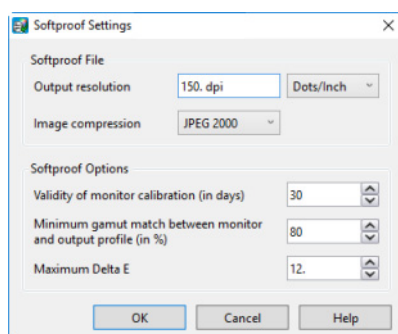 Softproof Settings
Softproof File
Output resolution 150. dpi Dots/Inch
Image compression JPEG 2000
Softproof Options
Validity of monitor calibration (in days) 30
Minimum gamut match between monitor
and output profile (in %) 80
Maximum Delta E 12.
OK Cancel Help